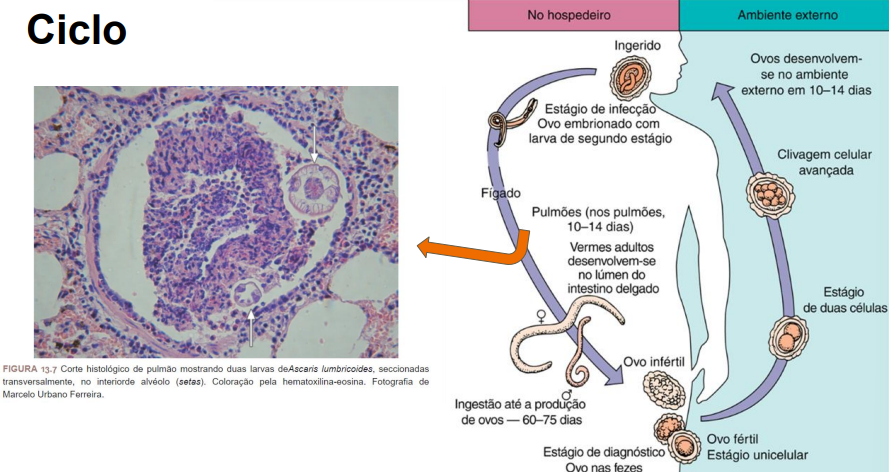 Ciclo
FIGURA 13.7 Corte histológico de pulmão mostrando duas larvas deAscaris lumbricoides, seccionadas
transversalmente, no interiorde alvéolo (setas). Coloração pela hematoxilina-eosina. Fotografia de
Marcelo Urbano Ferreira.
No hospedeiro
Ambiente externo
Ingerido
Estágio de infecção
Ovo embrionado com
larva de segundo estágio
Fígado
Pulmões (nos pulmões,
10–14 dias)
Vermes adultos
desenvolvem-se
no lúmen do
intestino delgado
♀
♂
Ingestão até a produção
de ovos — 60–75 dias
Ovo infértil
Estágio de diagnóstico
Ovo nas fezes
Ovo fértil
Estágio unicelular
Estágio
de duas células
Clivagem celular
avançada
Ovos desenvolvem-
se no ambiente
externo em 10–14 dias